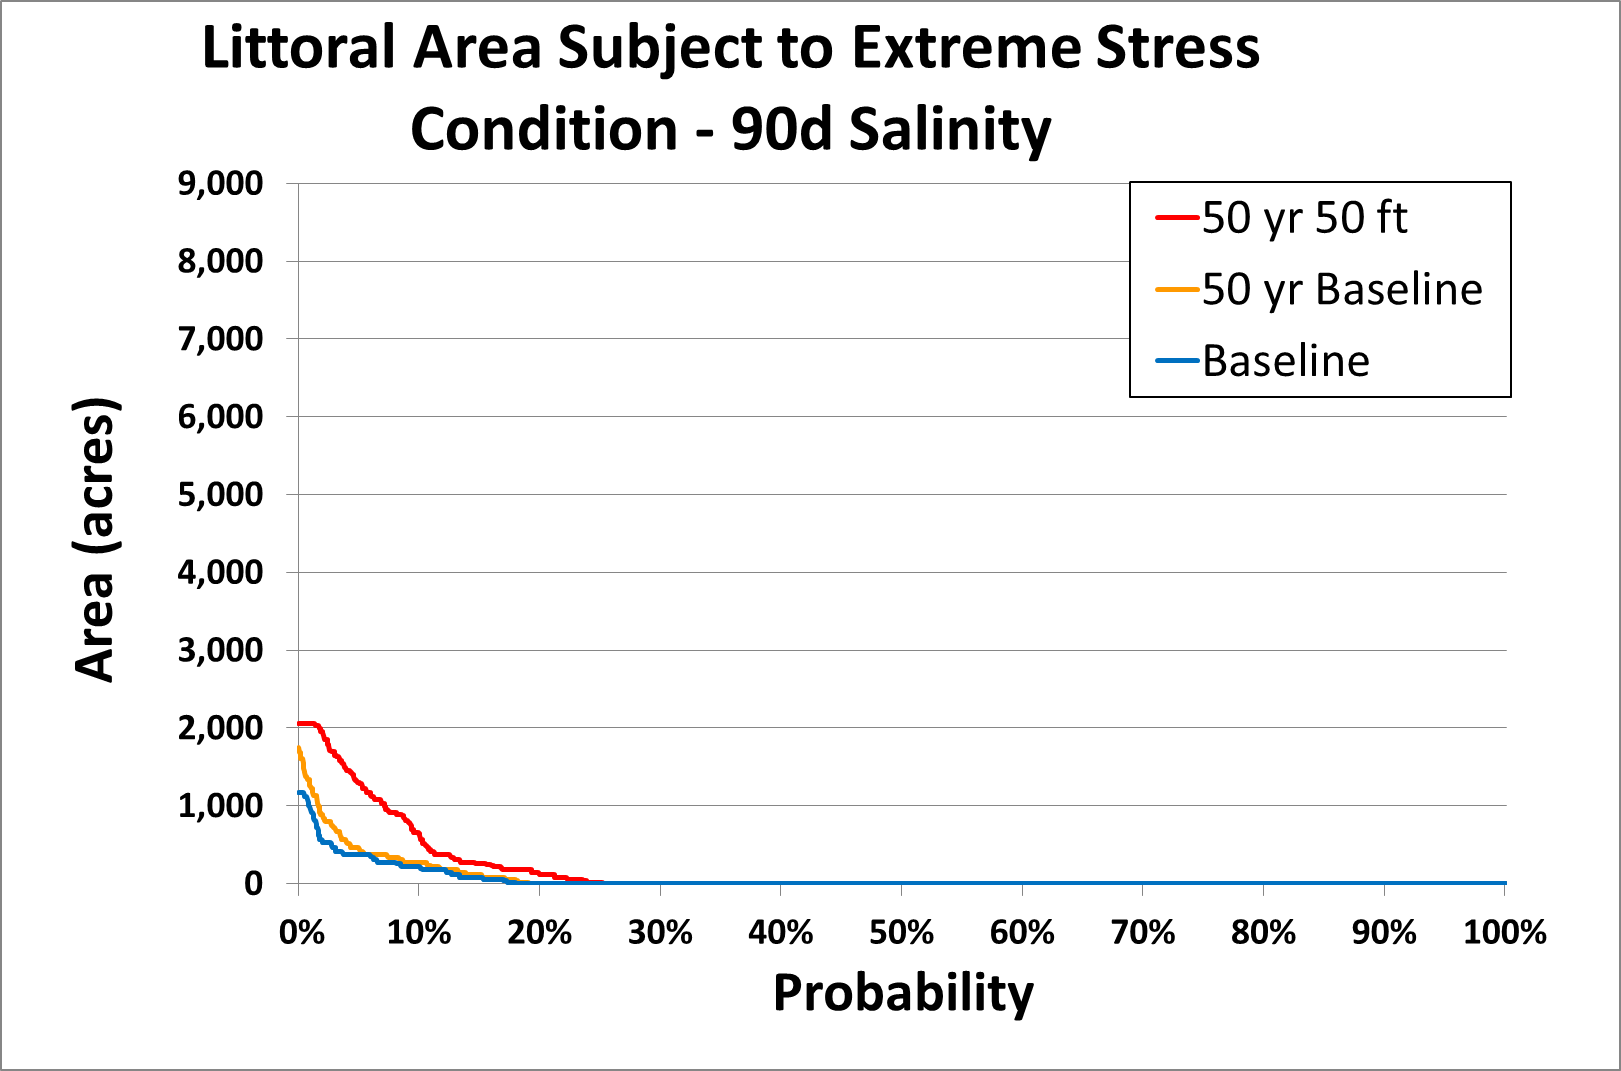 Littoral Area Subject to Extreme Stress
Condition - 90d Salinity
9,000
8,000
7,000
6,000
5,000
4,000
3,000
2,000
1,000
0
Area (acres)
50 yr 50 ft
50 yr Baseline
Baseline
0% 10% 20% 30% 40% 50% 60% 70% 80% 90% 100%
Probability